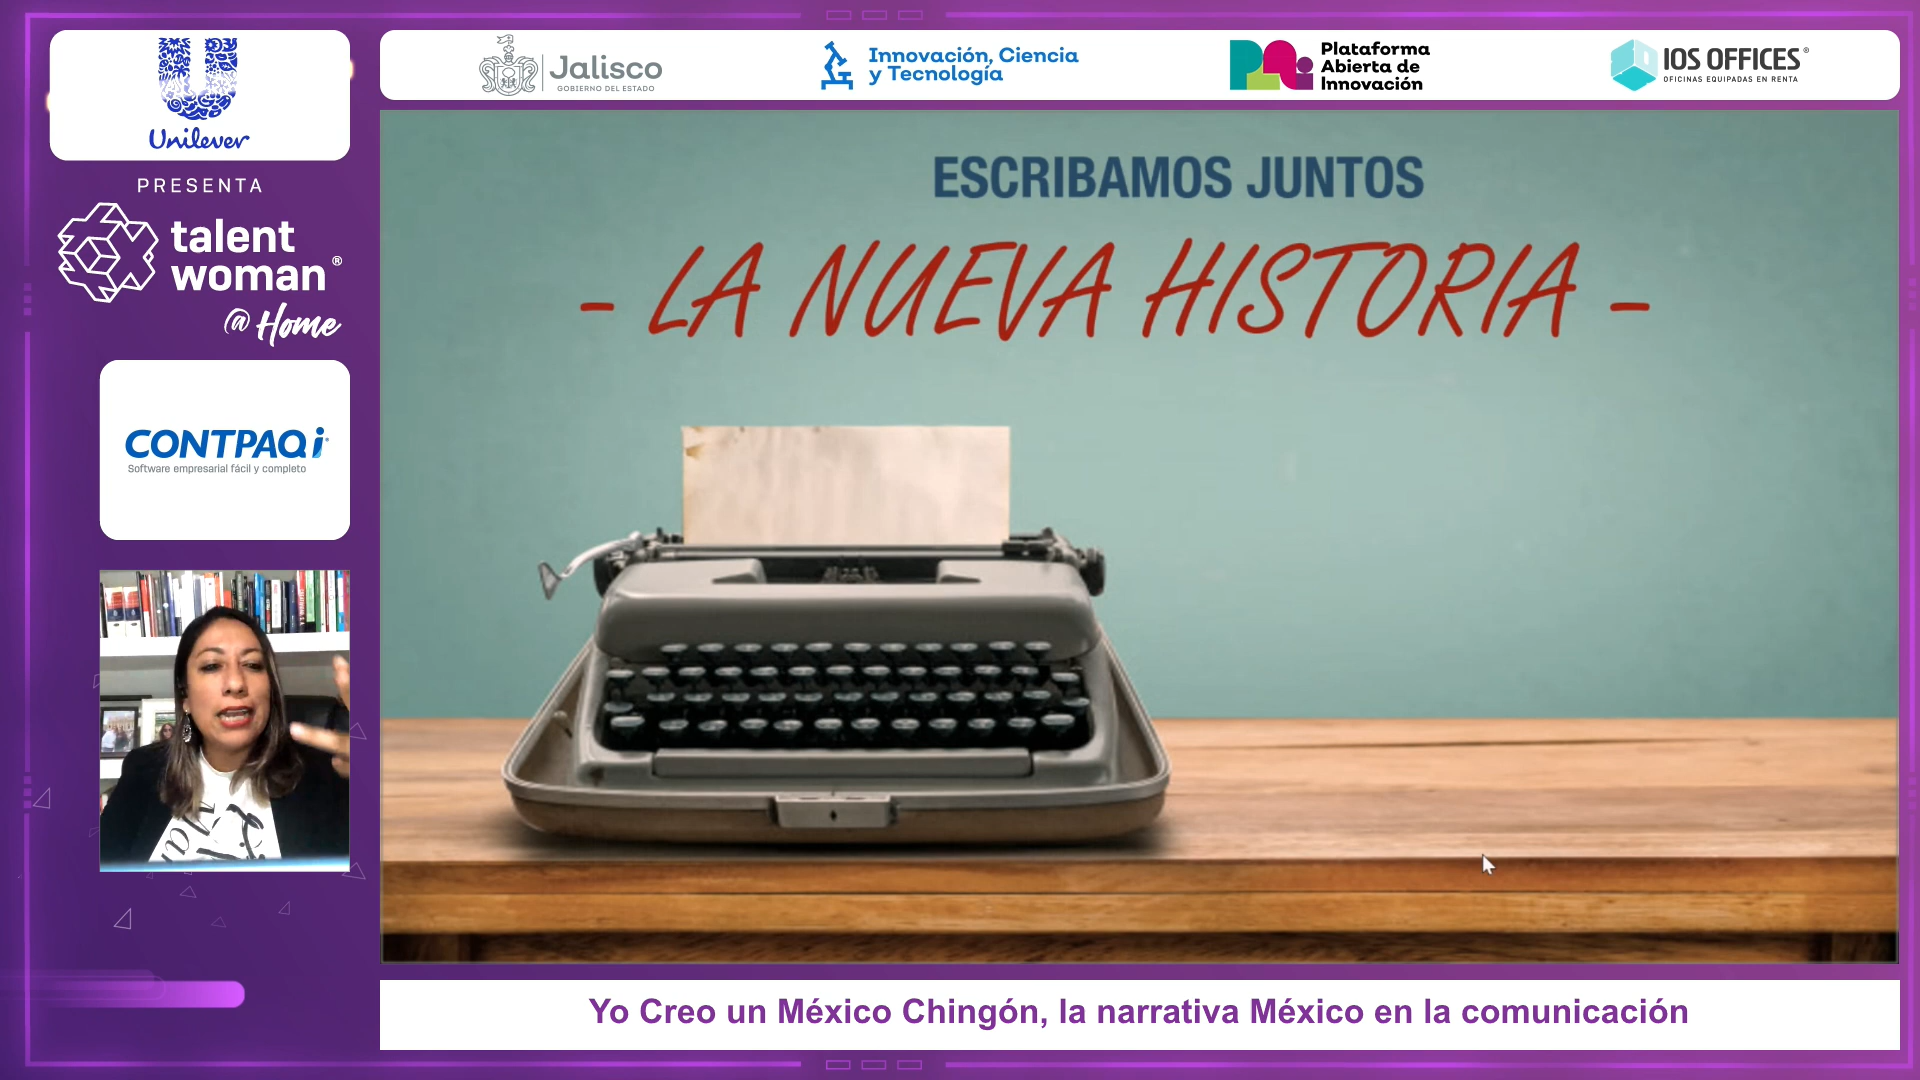 Unilever
PRESENTA
talent
woman®
@Home
CONTPAQi®
Software empresarial fácil y completo
Jalisco
GOBIERNO DEL ESTADO
Innovación, Ciencia
y Tecnología
Plataforma
Abierta de
Innovación
IOS OFFICES®
OFICINAS EQUIPADAS EN RENTA
ESCRIBAMOS JUNTOS
- LA NUEVA HISTORIA -
Yo Creo un México Chingón, la narrativa México en la comunicación